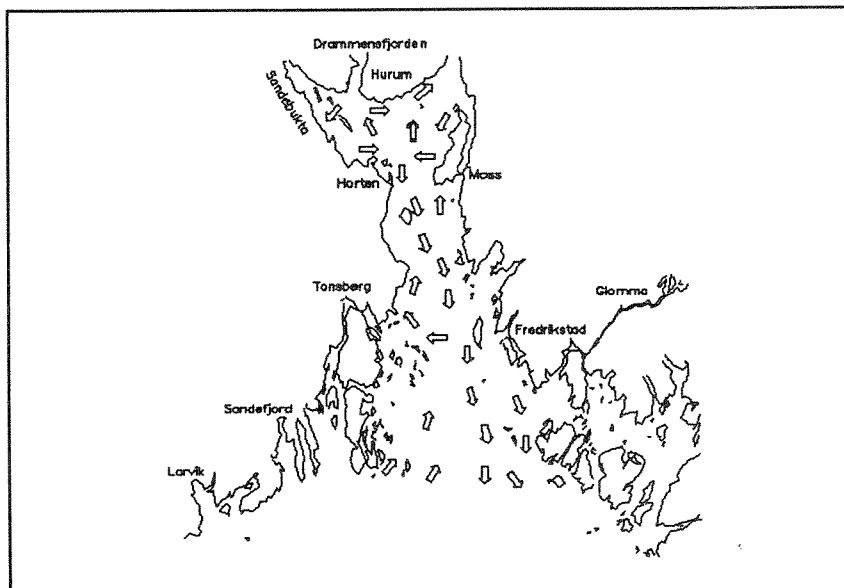 Drammensfjorden
Hurum
Sandebukta
Horten
Moss
Tonsberg
Glomma
Fredrikstad
Sandefjord
Larvik